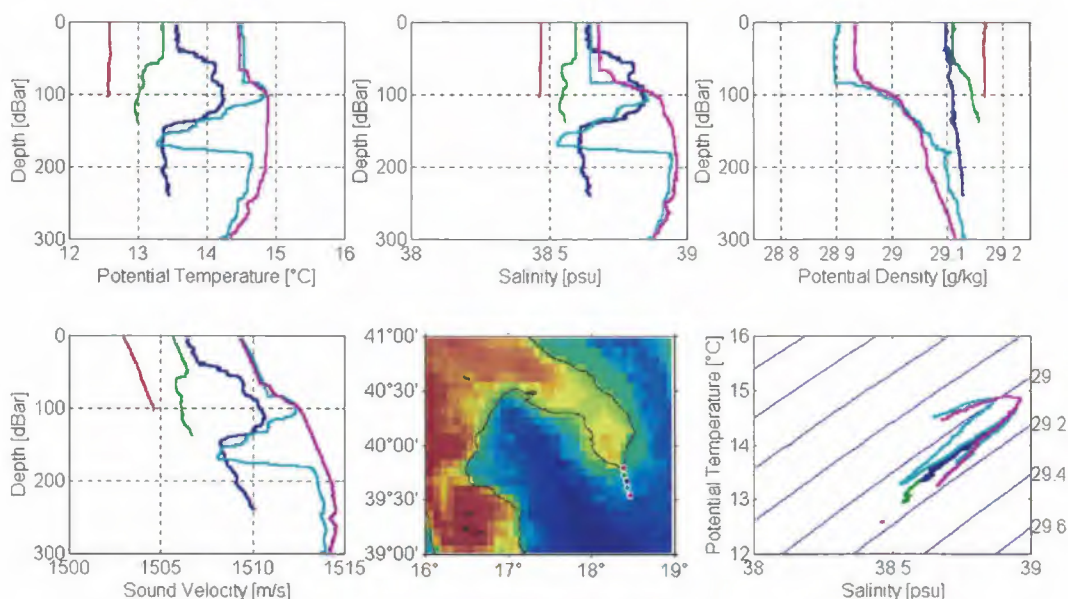 0
100
200
300
Depth [dBar]
12 13 14 15 16
Potential Temperature [°C]
0
100
200
300
Depth [dBar]
38 38 5 39
Salinity [psu]
0
100
200
300
Depth [dBar]
28 8 28 9 29 29 1 29 2
Potential Density [g/kg]
0
100
200
300
Depth [dBar]
1500 1505 1510 1515
Sound Velocity [m/s]
41°00'
40°30'
40°00'
39°30'
39°00'
16° 17° 18° 19°
16
15
14
13
12
Potential Temperature [°C]
29
29 2
29 4
29 6
38 38 5 39
Salinity [psu]